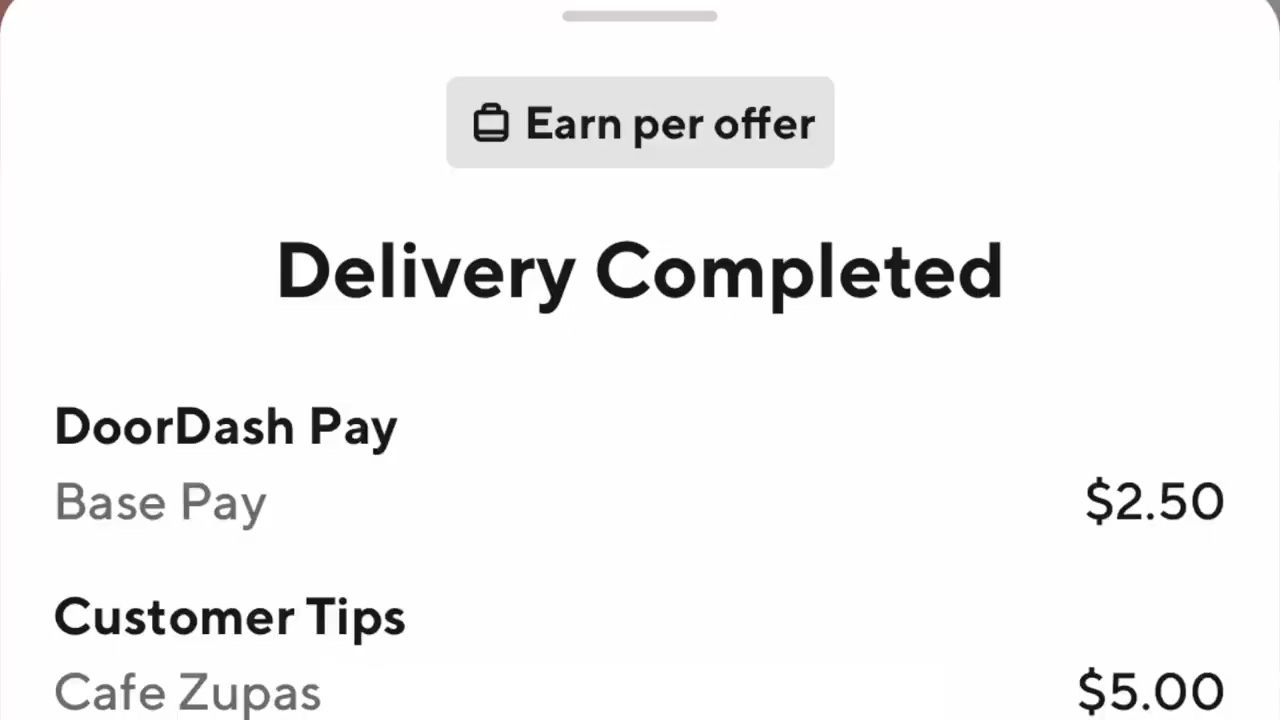 Earn per offer
Delivery Completed
DoorDash Pay
Base Pay $2.50
Customer Tips
Cafe Zupas $5.00